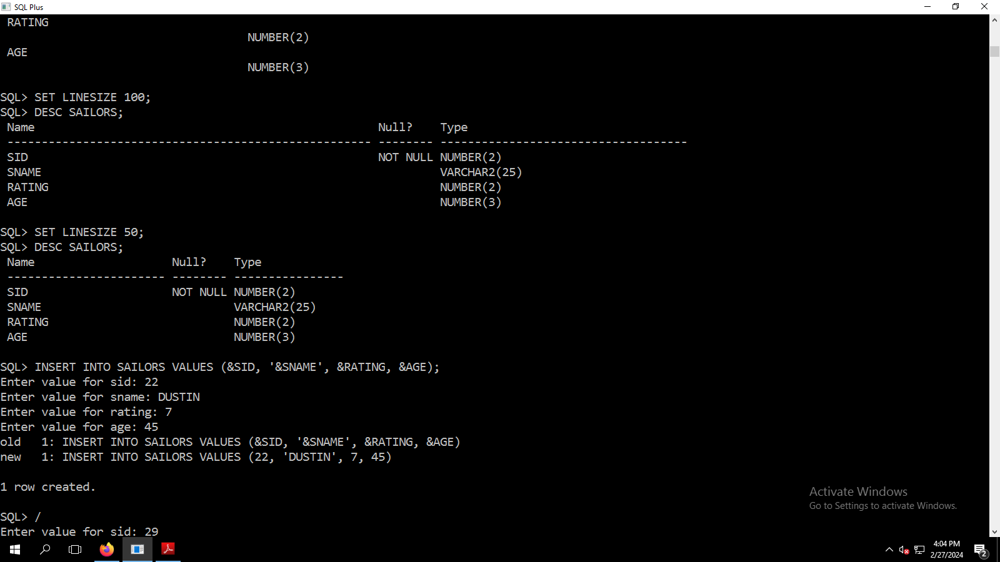 SQL Plus
RATING
NUMBER(2)
AGE
NUMBER(3)
SQL> SET LINESIZE 100;
SQL> DESC SAILORS;
Name Null? Type
----------------------------------------------------- -------- ------------------------------------
SID NOT NULL NUMBER(2)
SNAME VARCHAR2(25)
RATING NUMBER(2)
AGE NUMBER(3)
SQL> SET LINESIZE 50;
SQL> DESC SAILORS;
Name Null? Type
----------------------- -------- ----------------
SID NOT NULL NUMBER(2)
SNAME VARCHAR2(25)
RATING NUMBER(2)
AGE NUMBER(3)
SQL> INSERT INTO SAILORS VALUES (&SID, '&SNAME', &RATING, &AGE);
Enter value for sid: 22
Enter value for sname: DUSTIN
Enter value for rating: 7
Enter value for age: 45
old 1: INSERT INTO SAILORS VALUES (&SID, '&SNAME', &RATING, &AGE)
new 1: INSERT INTO SAILORS VALUES (22, 'DUSTIN', 7, 45)
1 row created.
SQL> /
Enter value for sid: 29
Activate Windows
Go to Settings to activate Windows.
4:04 PM
2/27/2024
2